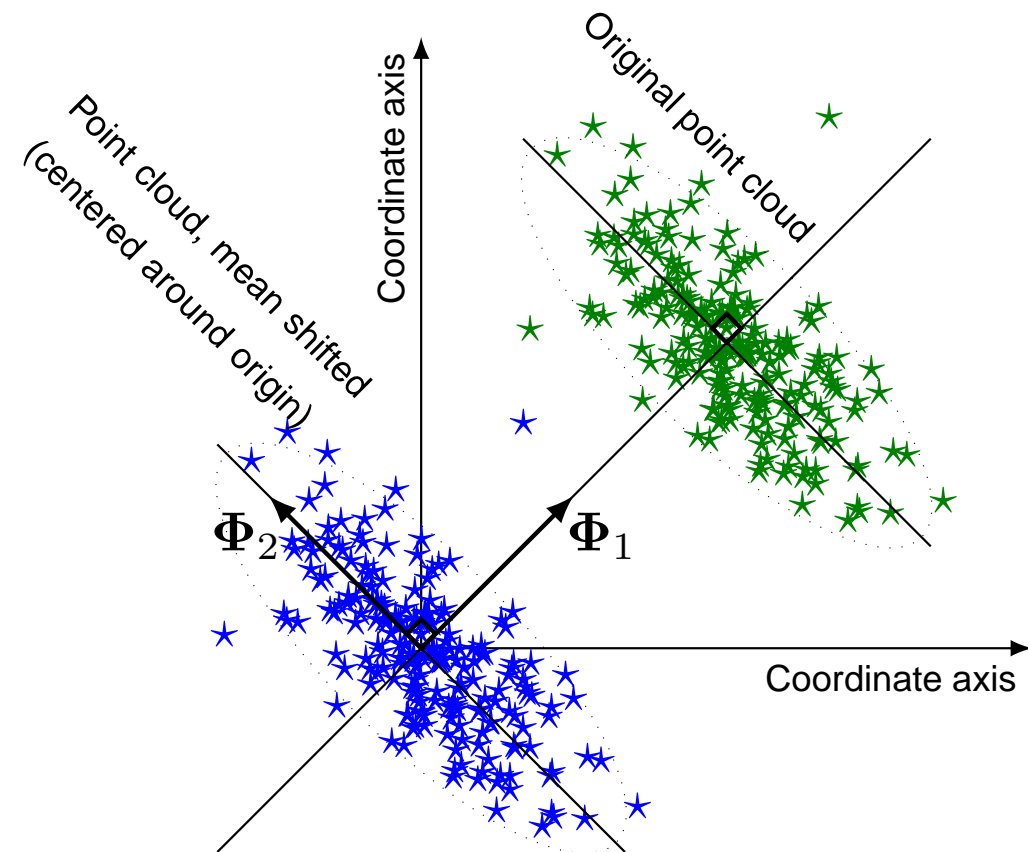 Original point cloud
Coordinate axis
Point cloud, mean shifted
(centered around origin)
Φ2
Φ1
Coordinate axis